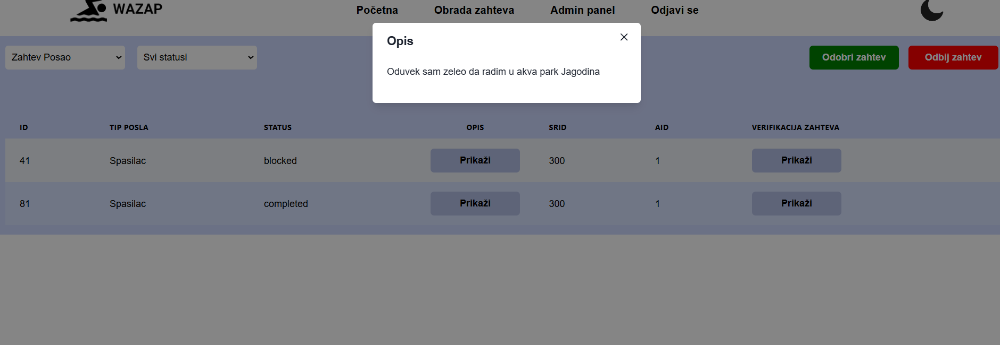 WAZAP
Početna Obrada zahteva Admin panel Odjavi se
Opis
Oduvek sam zeleo da radim u akva park Jagodina
Zahtev Posao Svi statusi Odobri zahtev Odbij zahtev
ID TIP POSLA STATUS OPIS SRID AID VERIFIKACIJA ZAHTEVA
41 Spasilac blocked Prikaži 300 1 Prikaži
81 Spasilac completed Prikaži 300 1 Prikaži